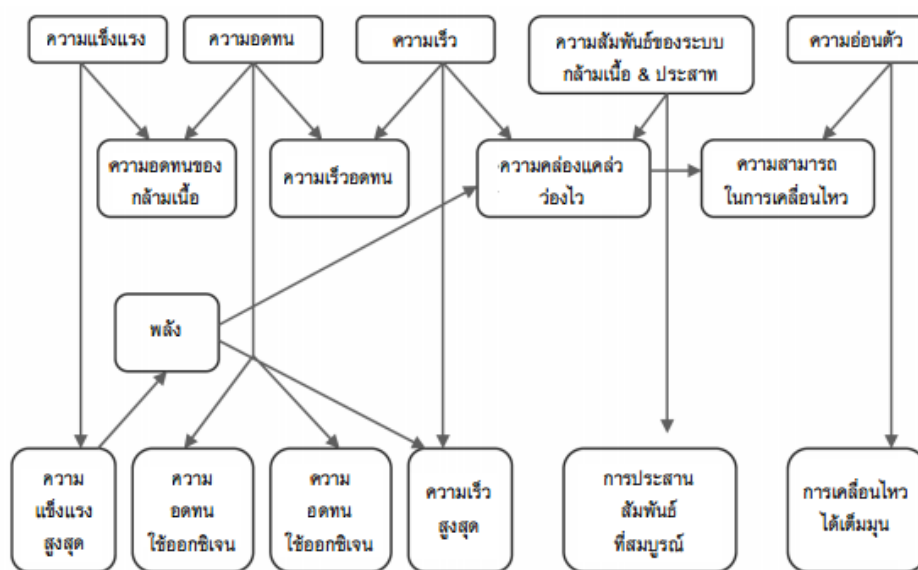 ความแข็งแรง
ความอดทน
ความเร็ว
ความสัมพันธ์ของระบบ
กล้ามเนื้อ & ประสาท
ความอ่อนตัว
ความอดทนของ
กล้ามเนื้อ
ความเร็วอดทน
ความคล่องแคล่ว
ว่องไว
ความสามารถ
ในการเคลื่อนไหว
พลัง
ความ
แข็งแรง
สูงสุด
ความ
อดทน
ใช้ออกซิเจน
ความ
อดทน
ใช้ออกซิเจน
ความเร็ว
สูงสุด
การประสาน
สัมพันธ์
ที่สมบูรณ์
การเคลื่อนไหว
ได้เต็มมุน